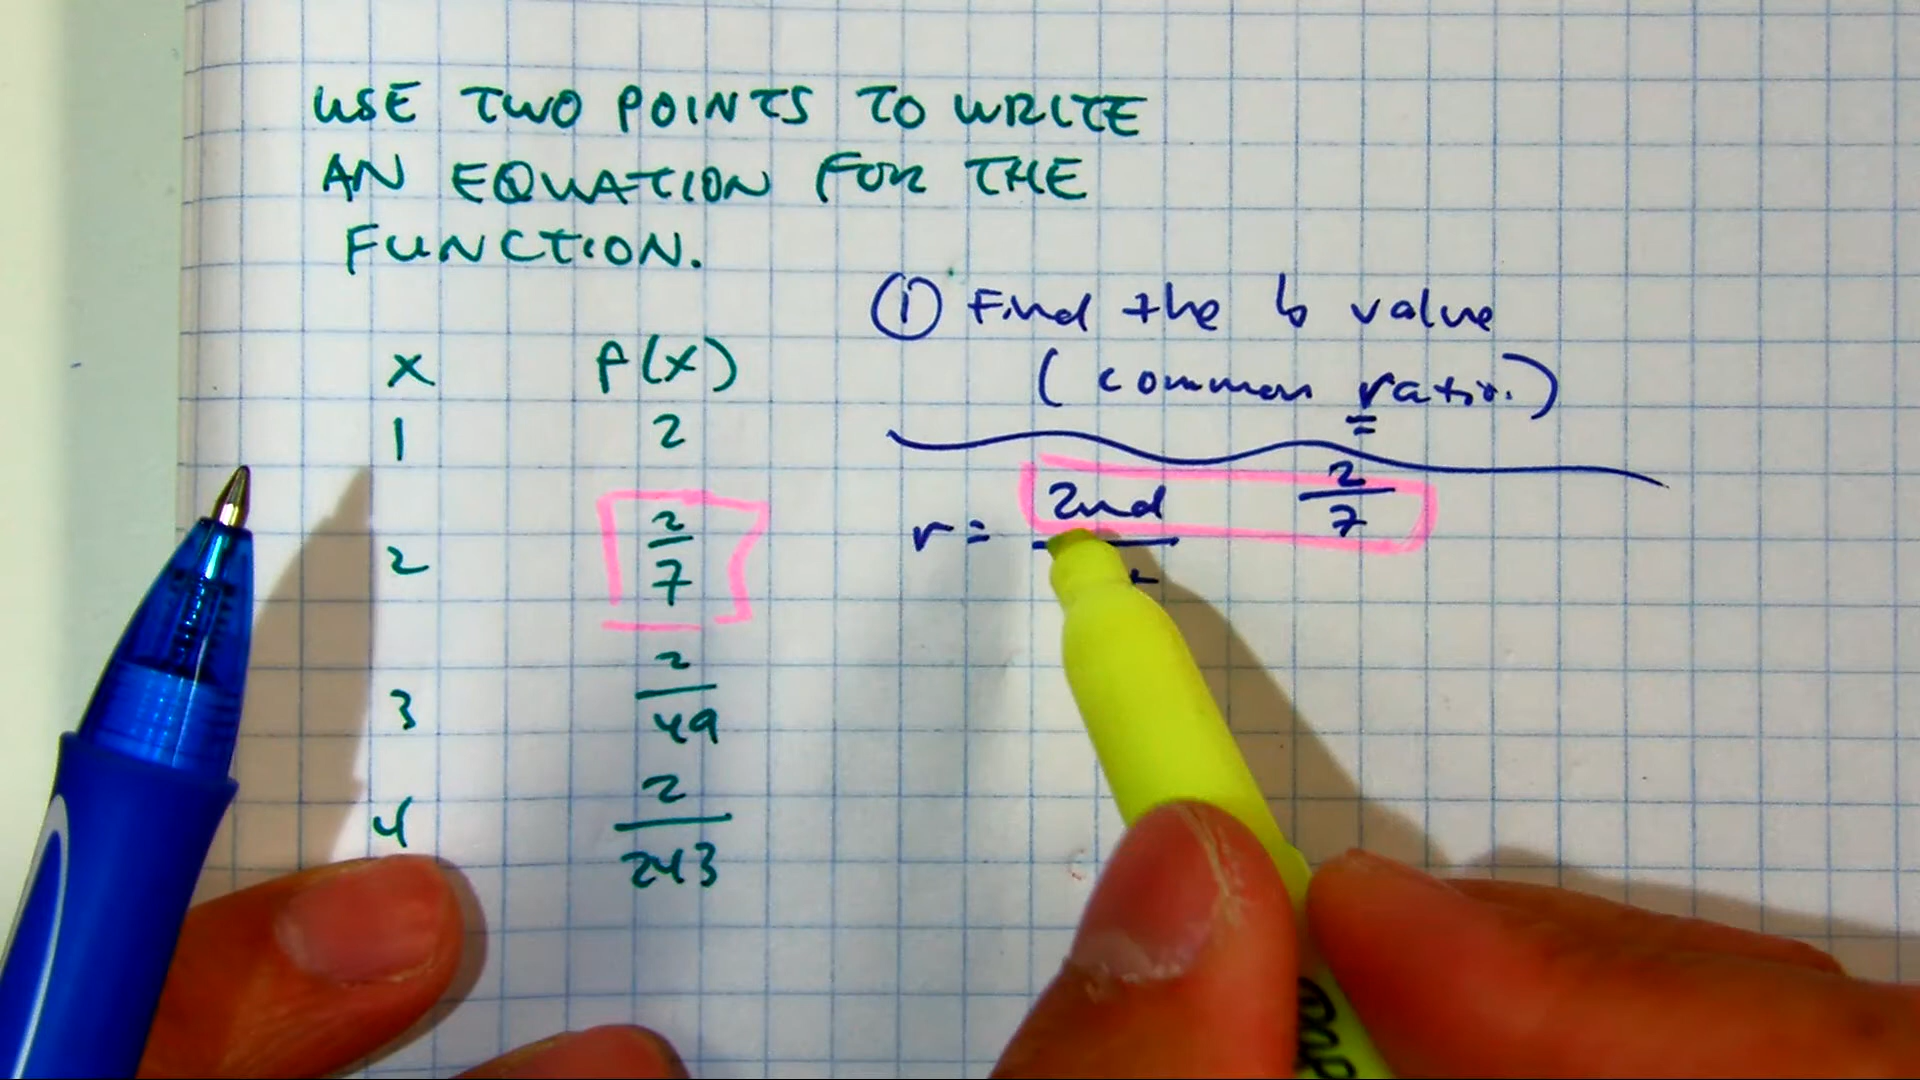 USE TWO POINTS TO WRITE
AN EQUATION FOR THE
FUNCTION.
x f(x)
1 2
2 2/7
3 2/49
4 2/243
① Find the b value
(common ratio.)
r = 2nd 2/7